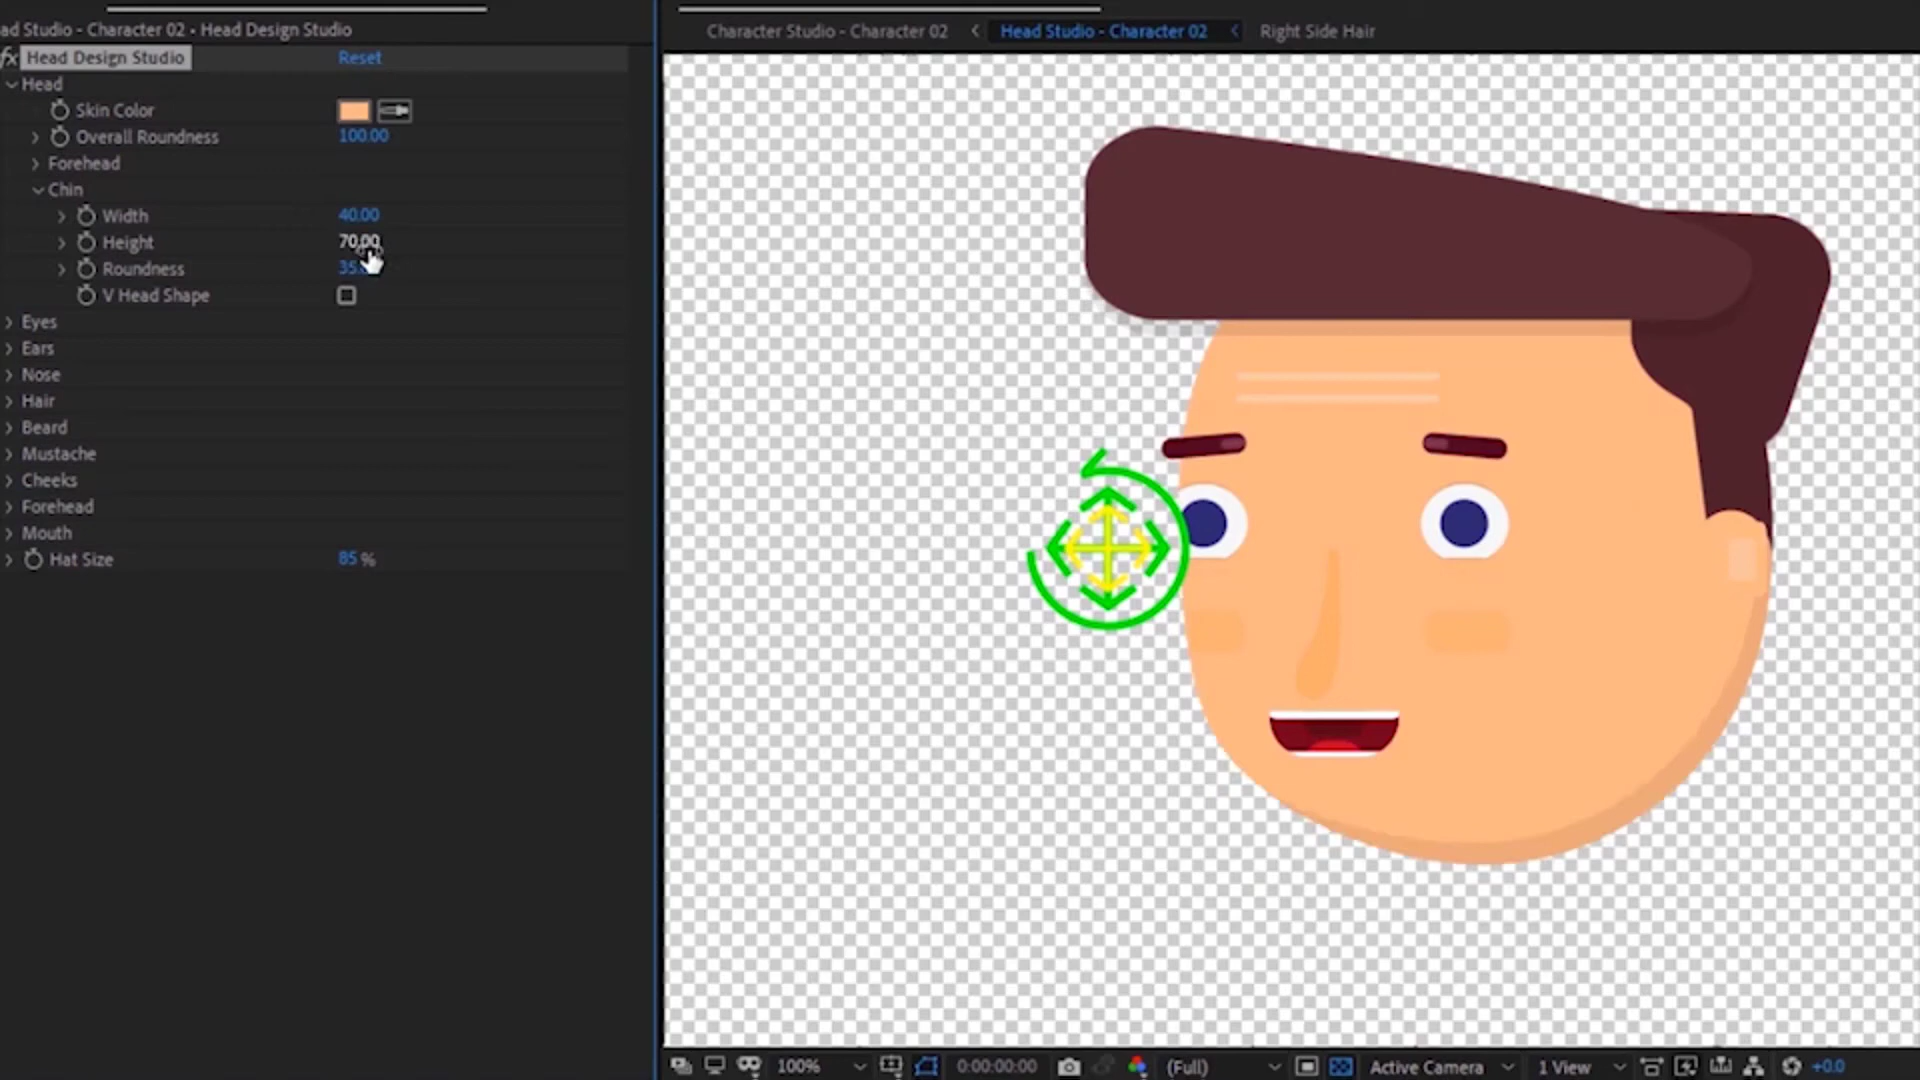 ad Studio - Character 02 • Head Design Studio
fx Head Design Studio Reset
Head
Skin Color
Overall Roundness 100.00
Forehead
Chin
Width 40.00
Height 70.00
Roundness 35.
V Head Shape
Eyes
Ears
Nose
Hair
Beard
Mustache
Cheeks
Forehead
Mouth
Hat Size 85 %
Character Studio - Character 02 Head Studio - Character 02 Right Side Hair
100% 0:00:00:00 (Full) Active Camera 1 View +0.0